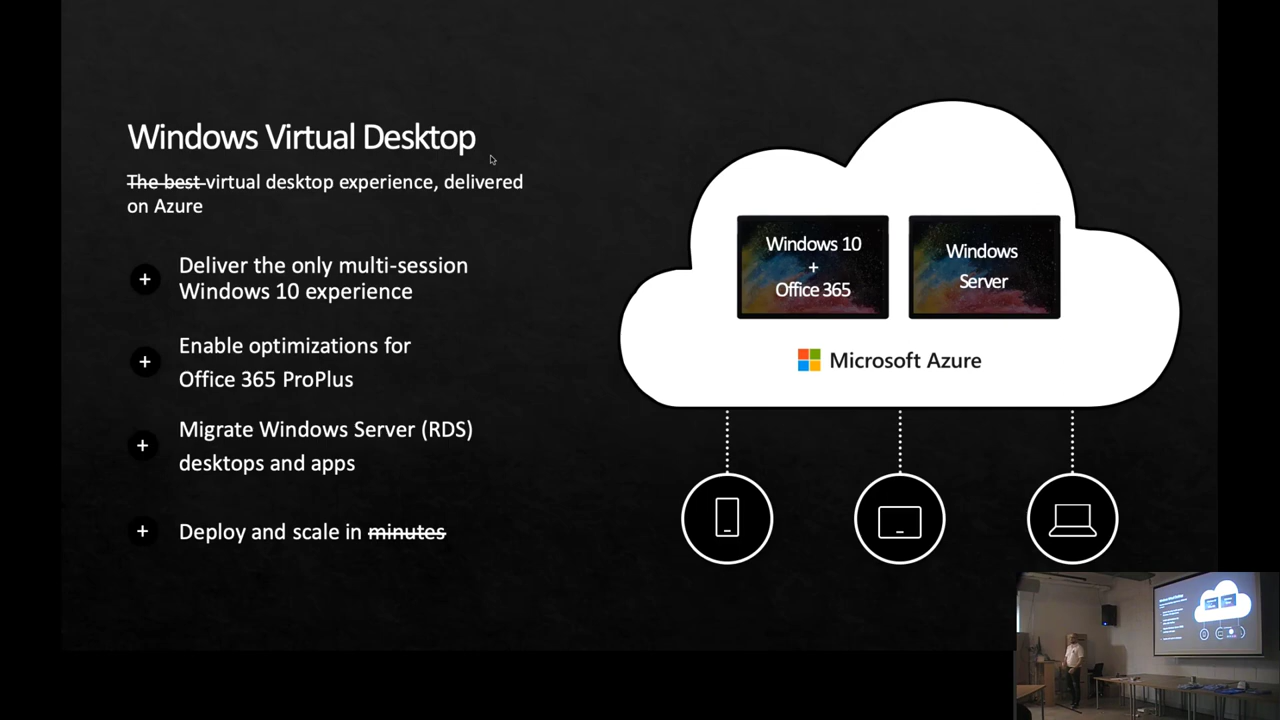 Windows Virtual Desktop
The best virtual desktop experience, delivered
on Azure
+ Deliver the only multi-session
Windows 10 experience
+ Enable optimizations for
Office 365 ProPlus
+ Migrate Windows Server (RDS)
desktops and apps
+ Deploy and scale in minutes
Windows 10
+
Office 365
Windows
Server
Microsoft Azure